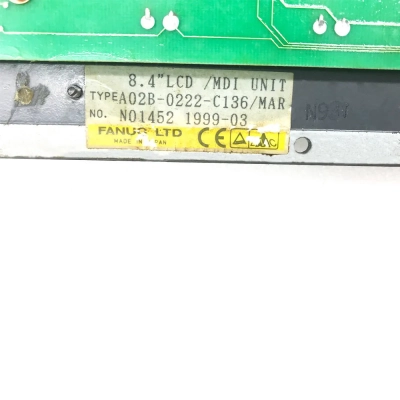 8.4"LCD /MDI UNIT
TYPE A02B-0222-C136/MAR
NO. N01452 1999-03
FANUC LTD CE
MADE IN JAPAN